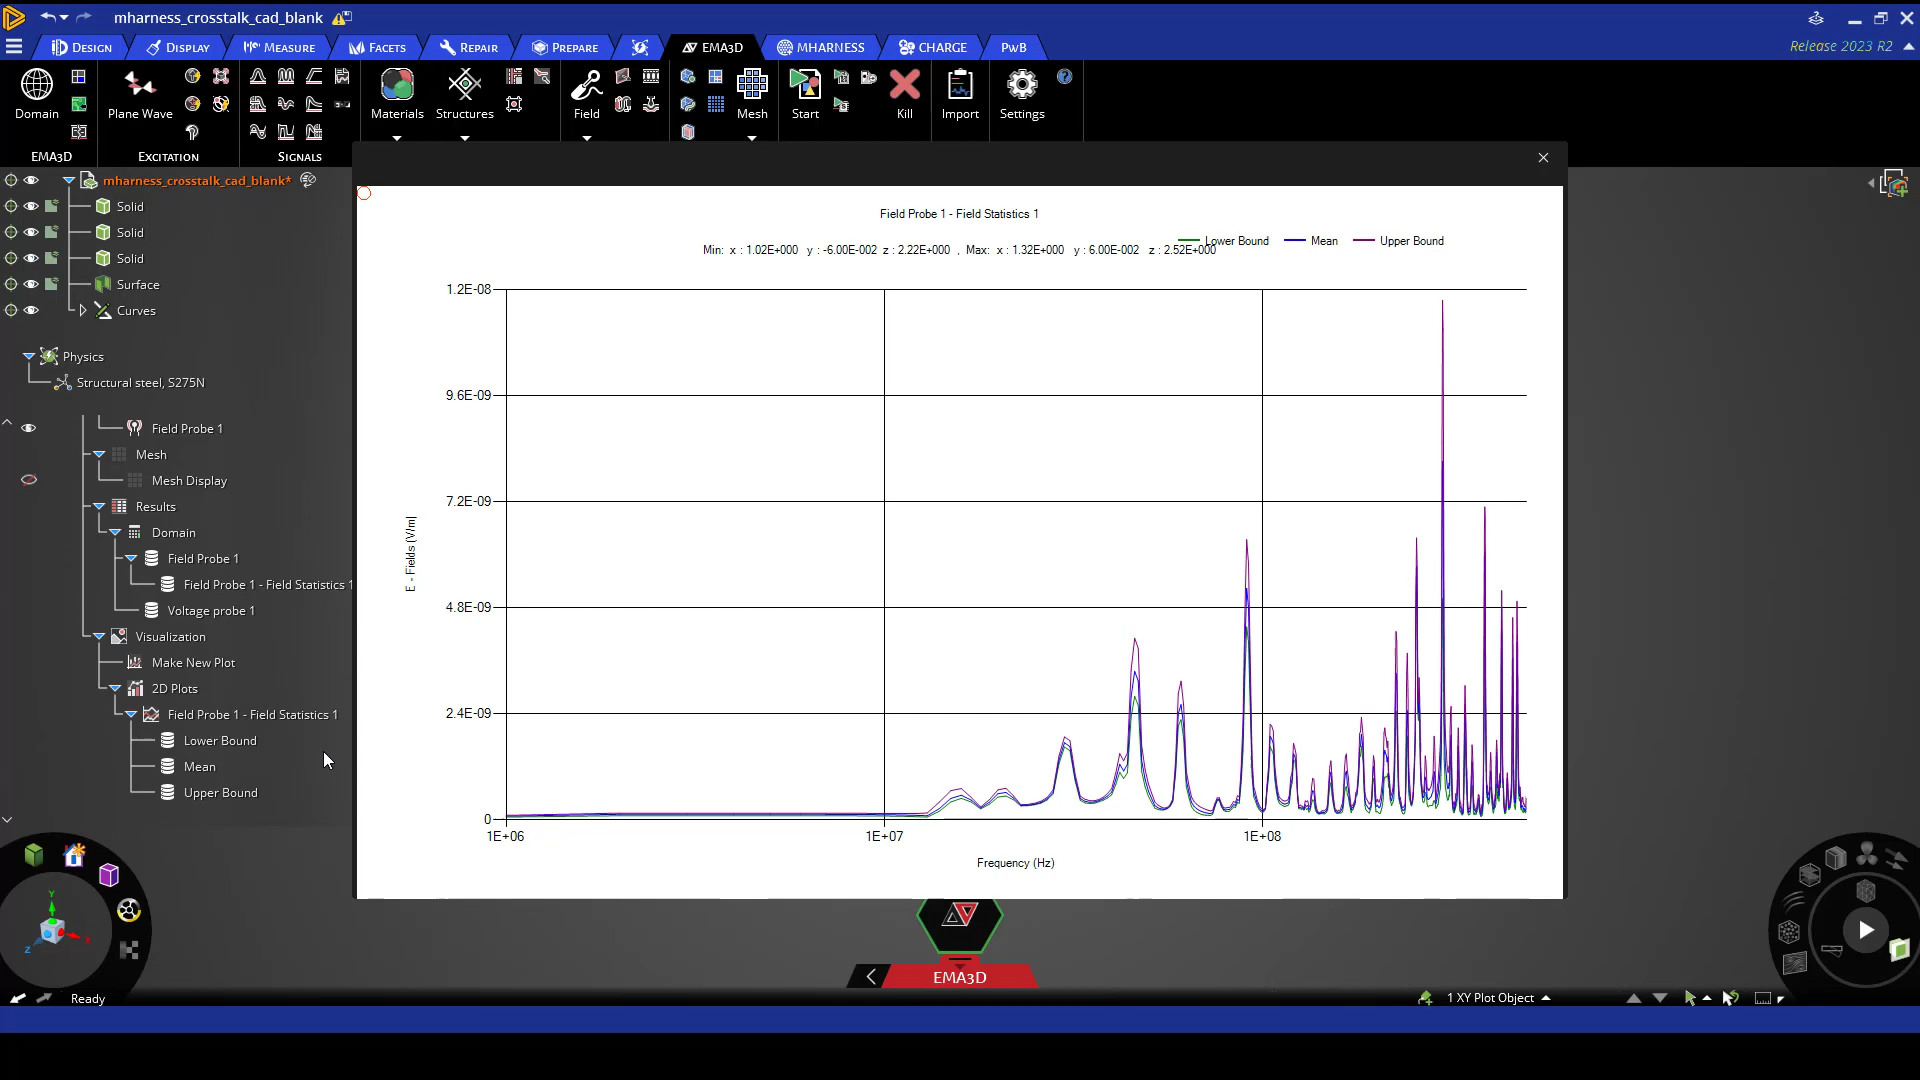 mharness_crosstalk_cad_blank
DESIGN DISPLAY MEASURE FACETS REPAIR PREPARE EMA3D MHARNESS CHARGE PWB
Release 2023 R2
Domain Plane Wave Materials Structures Field Mesh Start Kill Import Settings
EMA3D EXCITATION SIGNALS
mharness_crosstalk_cad_blank*
Solid
Solid
Solid
Surface
Curves
Physics
Structural steel, S275N
Field Probe 1
Mesh
Mesh Display
Results
Domain
Field Probe 1
Field Probe 1 - Field Statistics 1
Voltage probe 1
Visualization
Make New Plot
2D Plots
Field Probe 1 - Field Statistics 1
Lower Bound
Mean
Upper Bound
Field Probe 1 - Field Statistics 1
Lower Bound Mean Upper Bound
Min: x : 1.02E+000 y : -6.00E-002 z : 2.22E+000 , Max: x : 1.32E+000 y : 6.00E-002 z : 2.52E+000
1.2E-08
9.6E-09
7.2E-09
4.8E-09
2.4E-09
0
E - Fields (V/m)
1E+06 1E+07 1E+08
Frequency (Hz)
Y
X
Z
EMA3D
Ready
1 XY Plot Object